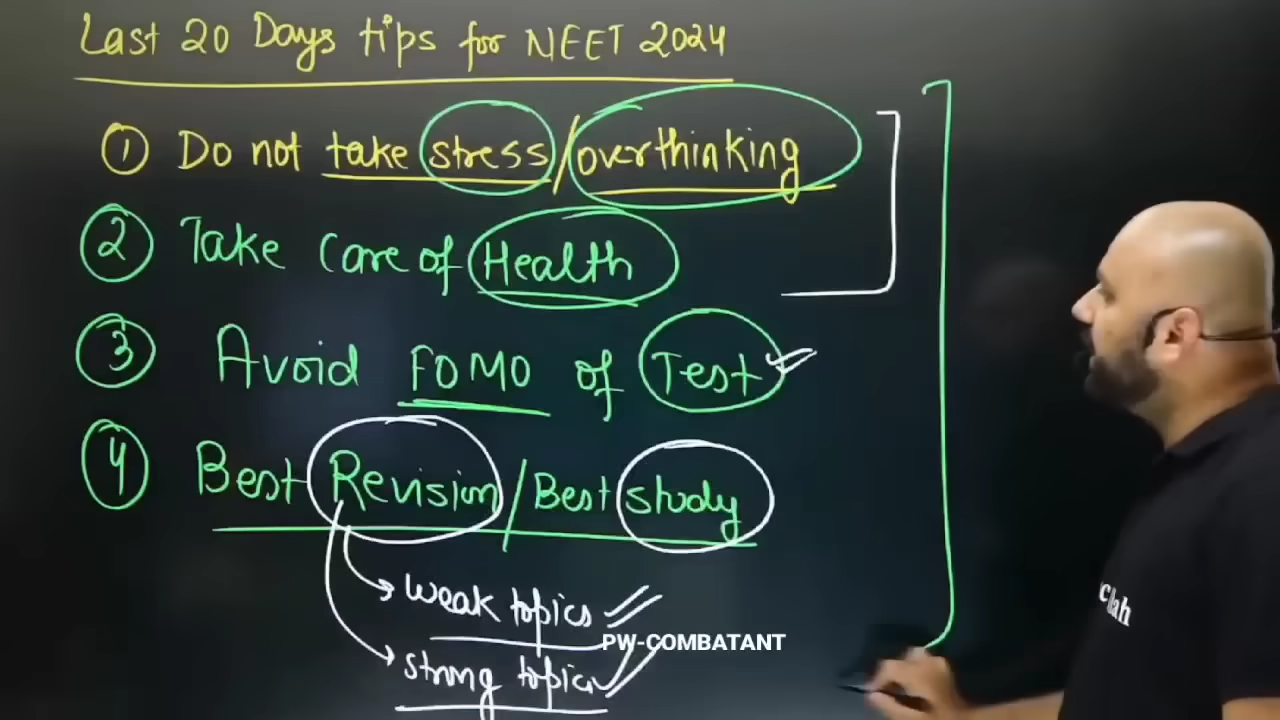 Last 20 Days tips for NEET 2024
① Do not take stress/overthinking
② Take care of Health
③ Avoid FOMO of Test
④ Best Revision/Best study
weak topics
PW-COMBATANT
strong topics